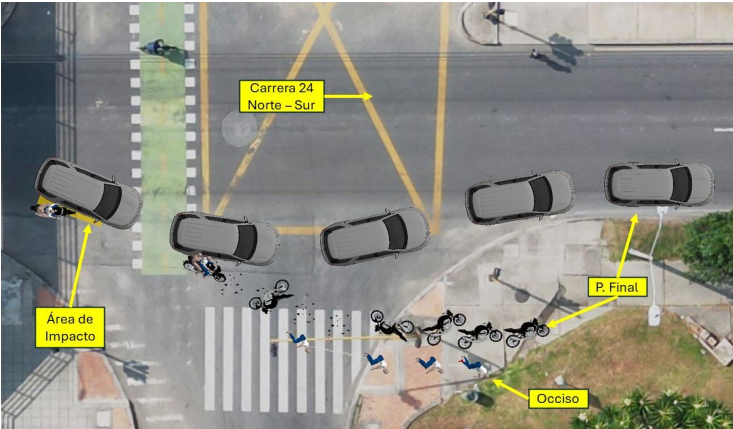 Carrera 24
Norte – Sur
P. Final
Área de
Impacto
Occiso